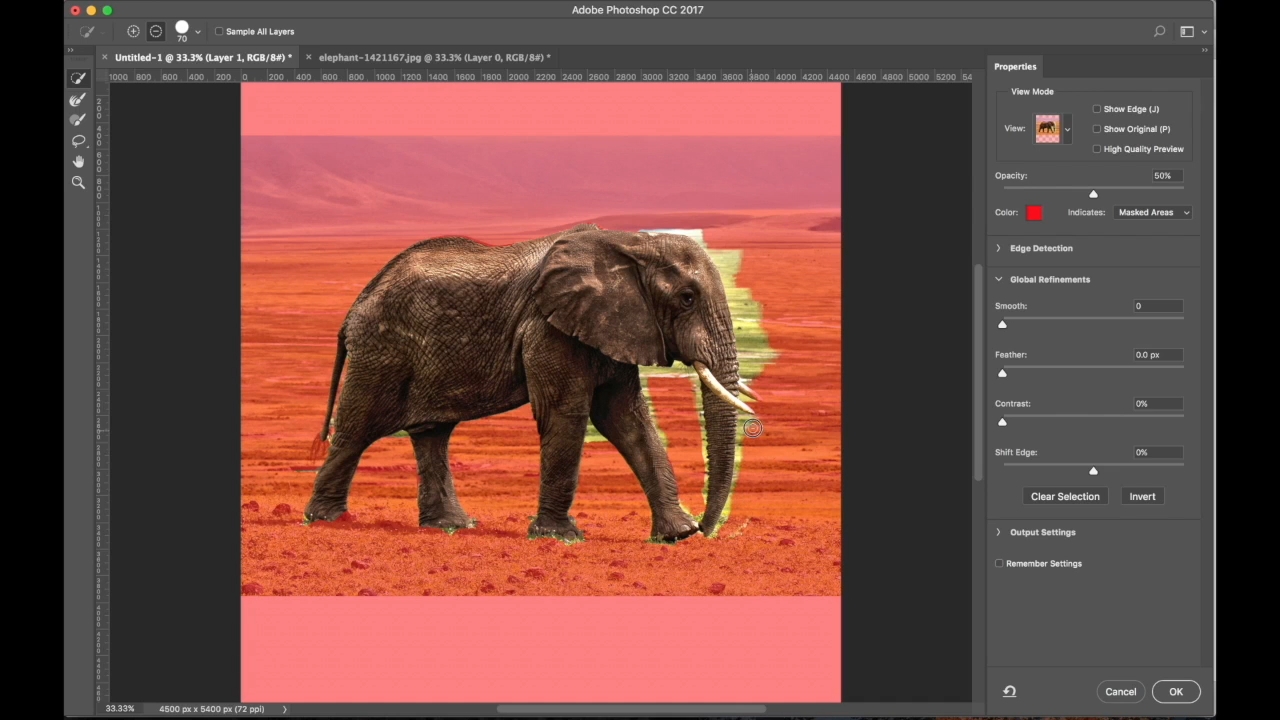 Adobe Photoshop CC 2017
70
Sample All Layers
Untitled-1 @ 33.3% (Layer 1, RGB/8#) *
elephant-1421167.jpg @ 33.3% (Layer 0, RGB/8#) *
1000 800 600 400 200 0 200 400 600 800 1000 1200 1400 1600 1800 2000 2200 2400 2600 2800 3000 3200 3400 3600 3800 4000 4200 4400 4600 4800 5000 5200 54
Properties
View Mode
View:
Show Edge (J)
Show Original (P)
High Quality Preview
Opacity:
50%
Color:
Indicates:
Masked Areas
Edge Detection
Global Refinements
Smooth:
0
Feather:
0.0 px
Contrast:
0%
Shift Edge:
0%
Clear Selection
Invert
Output Settings
Remember Settings
Cancel
OK
33.33%
4500 px x 5400 px (72 ppi)